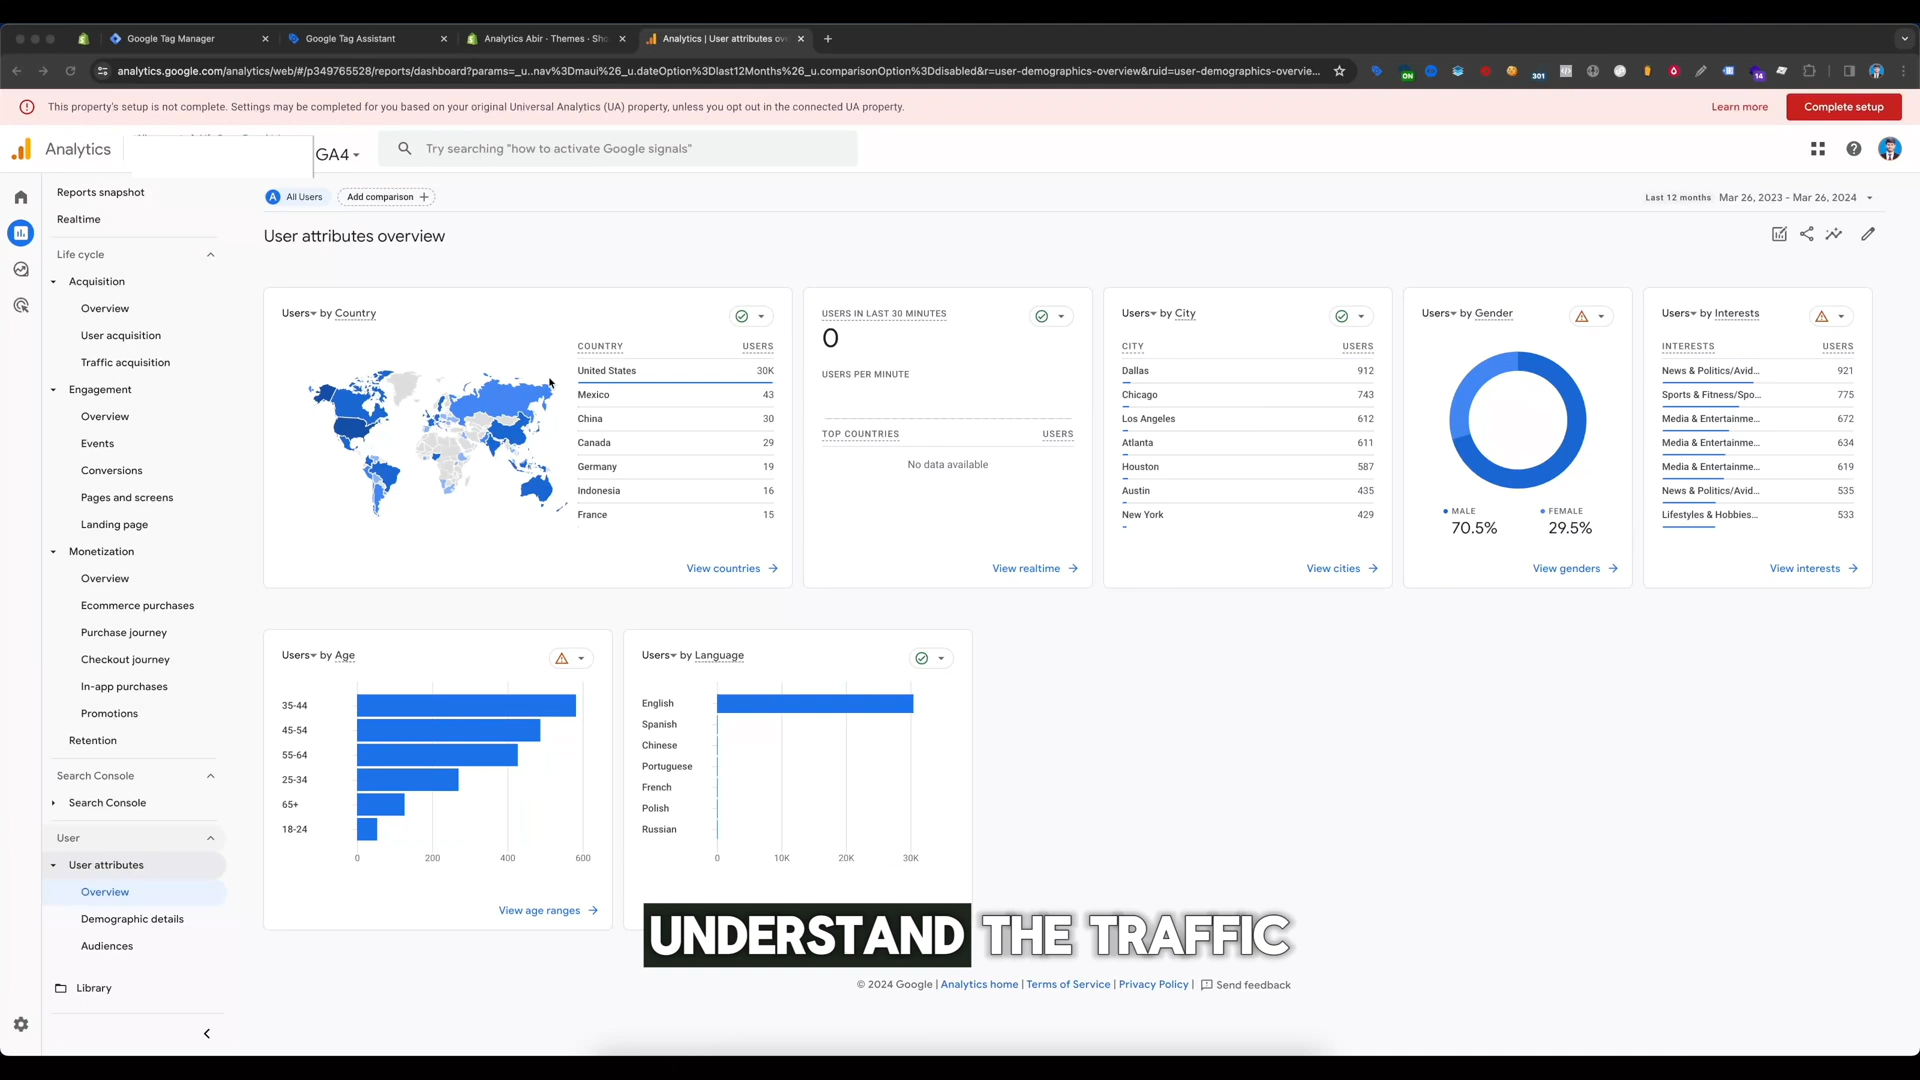 Google Tag Manager
Google Tag Assistant
Analytics Abir · Themes · Sho
Analytics | User attributes ov
analytics.google.com/analytics/web/#/p349765528/reports/dashboard?params=_u..nav%3Dmaui%26_u.dateOption%3Dlast12Months%26_u.comparisonOption%3Ddisabled&r=user-demographics-overview&ruid=user-demographics-overvie...
ON
301
14
This property's setup is not complete. Settings may be completed for you based on your original Universal Analytics (UA) property, unless you opt out in the connected UA property.
Learn more
Complete setup
Analytics
GA4
Try searching "how to activate Google signals"
Reports snapshot
Realtime
Life cycle
Acquisition
Overview
User acquisition
Traffic acquisition
Engagement
Overview
Events
Conversions
Pages and screens
Landing page
Monetization
Overview
Ecommerce purchases
Purchase journey
Checkout journey
In-app purchases
Promotions
Retention
Search Console
Search Console
User
User attributes
Overview
Demographic details
Audiences
Library
A All Users
Add comparison +
Last 12 months Mar 26, 2023 - Mar 26, 2024
User attributes overview
Users by Country
COUNTRY USERS
United States 30K
Mexico 43
China 30
Canada 29
Germany 19
Indonesia 16
France 15
View countries
USERS IN LAST 30 MINUTES
0
USERS PER MINUTE
TOP COUNTRIES USERS
No data available
View realtime
Users by City
CITY USERS
Dallas 912
Chicago 743
Los Angeles 612
Atlanta 611
Houston 587
Austin 435
New York 429
View cities
Users by Gender
MALE FEMALE
70.5% 29.5%
View genders
Users by Interests
INTERESTS USERS
News & Politics/Avid... 921
Sports & Fitness/Spo... 775
Media & Entertainme... 672
Media & Entertainme... 634
Media & Entertainme... 619
News & Politics/Avid... 535
Lifestyles & Hobbies... 533
View interests
Users by Age
35-44
45-54
55-64
25-34
65+
18-24
0 200 400 600
View age ranges
Users by Language
English
Spanish
Chinese
Portuguese
French
Polish
Russian
0 10K 20K 30K
UNDERSTAND THE TRAFFIC
© 2024 Google | Analytics home | Terms of Service | Privacy Policy | Send feedback